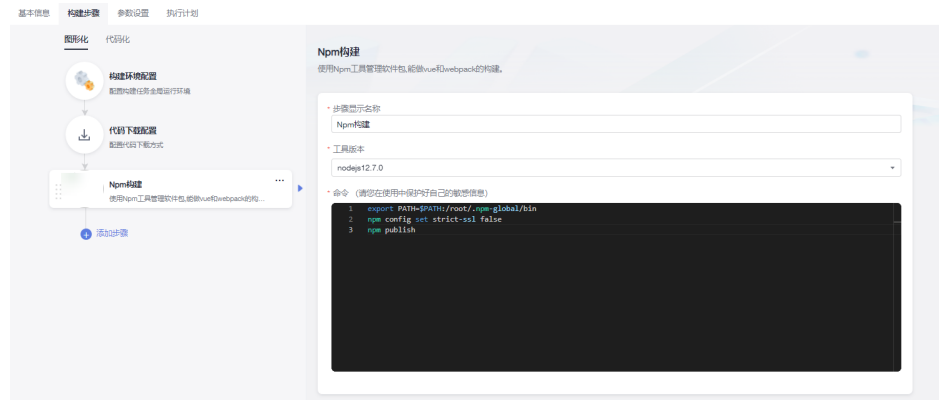 基本信息 构建步骤 参数设置 执行计划
图形化 代码化
构建环境配置
配置构建任务全局运行环境
代码下载配置
配置代码下载方式
Npm构建
使用Npm工具管理软件包,能做vue和webpack的构...
添加步骤
Npm构建
使用Npm工具管理软件包,能做vue和webpack的构建。
* 步骤显示名称
Npm构建
* 工具版本
nodejs12.7.0
* 命令 （请您在使用中保护好自己的敏感信息）
1 export PATH=$PATH:/root/.npm-global/bin
2 npm config set strict-ssl false
3 npm publish